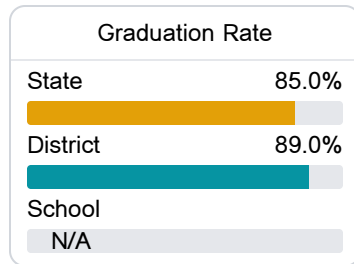 Graduation Rate
State 85.0%
District 89.0%
School
N/A